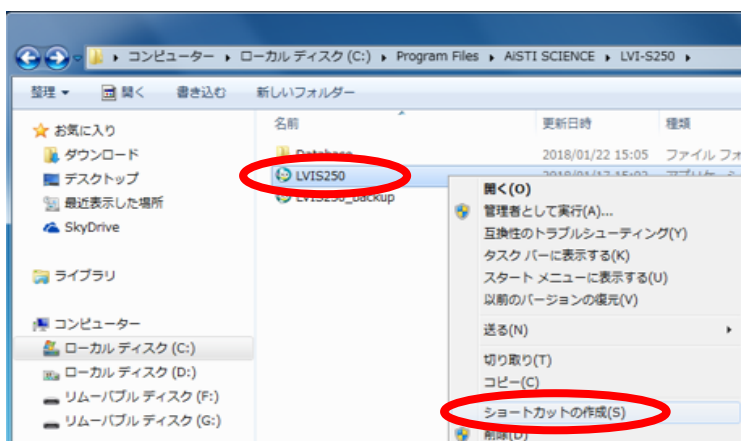 コンピューター ▸ ローカル ディスク (C:) ▸ Program Files ▸ AiSTI SCIENCE ▸ LVI-S250 ▸
整理 開く 書き込む 新しいフォルダー
名前 更新日時 種類
お気に入り
ダウンロード
デスクトップ
最近表示した場所
SkyDrive
ライブラリ
コンピューター
ローカル ディスク (C:)
ローカル ディスク (D:)
リムーバブル ディスク (F:)
リムーバブル ディスク (G:)
Database 2018/01/22 15:05 ファイル フォ
LVIS250
LVIS250_backup
開く(O)
管理者として実行(A)...
互換性のトラブルシューティング(Y)
タスク バーに表示する(K)
スタート メニューに表示する(U)
以前のバージョンの復元(V)
送る(N)
切り取り(T)
コピー(C)
ショートカットの作成(S)
削除(D)